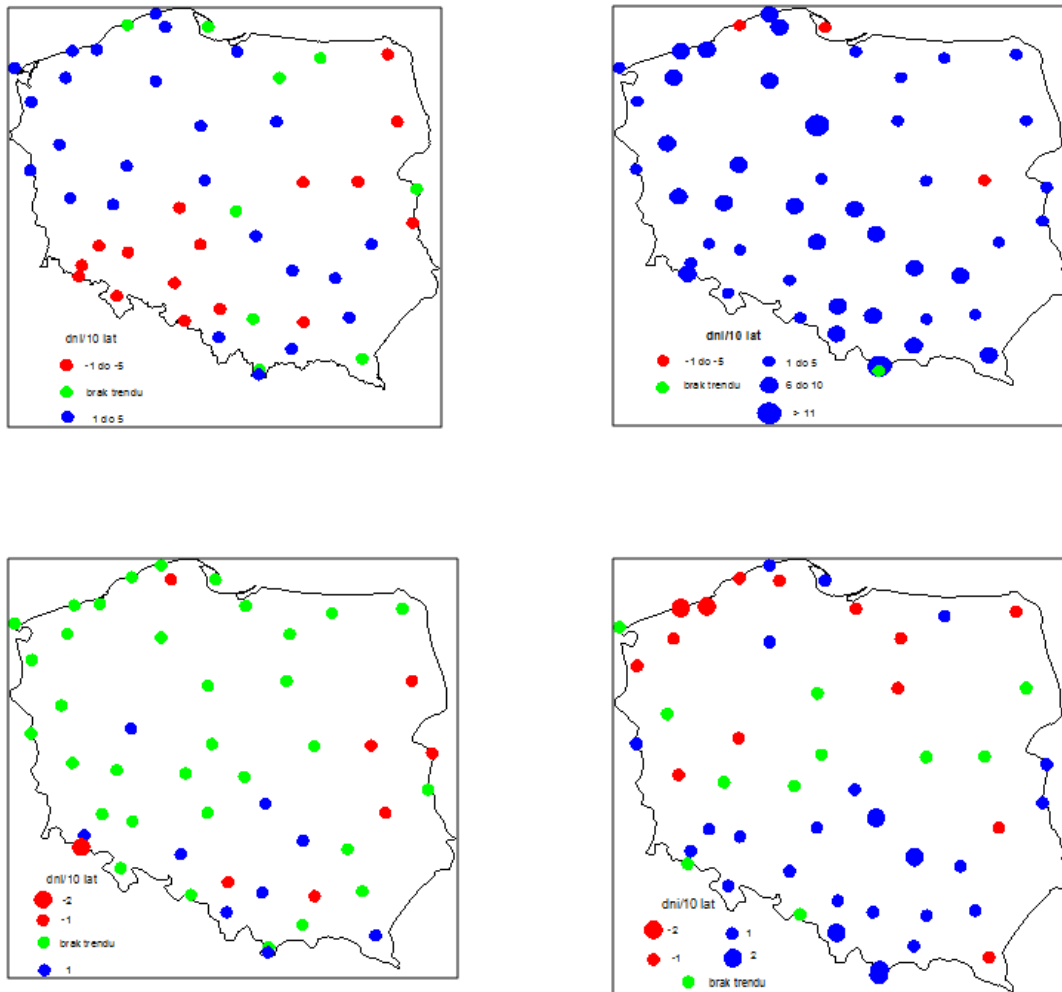 dni/10 lat
-1 do -5
brak trendu
1 do 5
dni/10 lat
-1 do -5
1 do 5
brak trendu
6 do 10
> 11
dni/10 lat
-2
-1
brak trendu
1
dni/10 lat
-2
1
-1
2
brak trendu